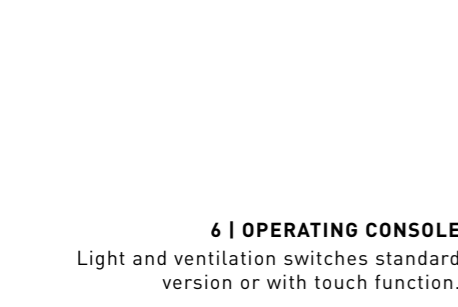 6 | OPERATING CONSOLE
Light and ventilation switches standard
version or with touch function.